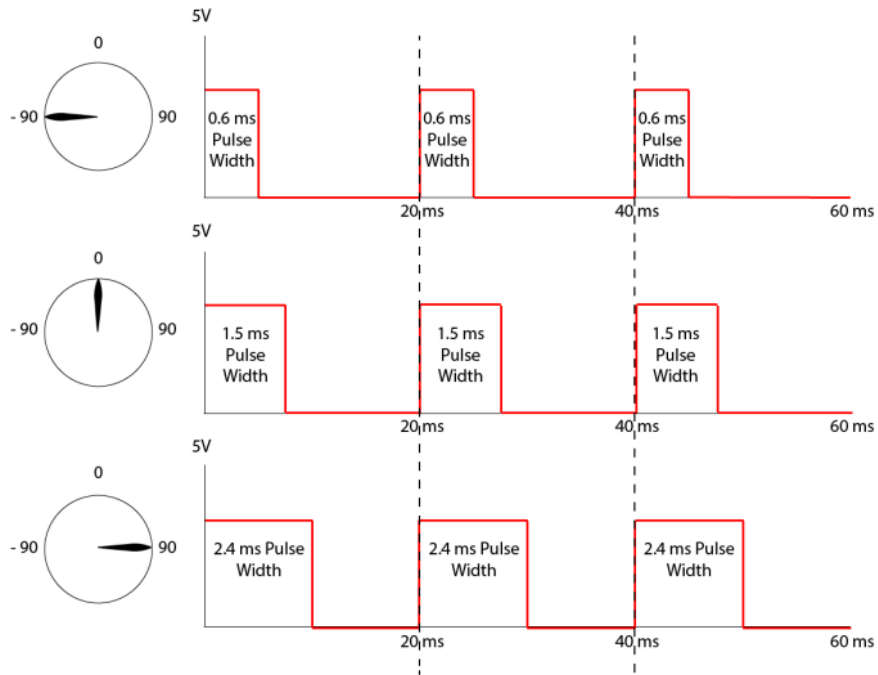 5V
0
- 90
90
0.6 ms
Pulse
Width
0.6 ms
Pulse
Width
0.6 ms
Pulse
Width
20 ms
40 ms
60 ms
5V
0
- 90
90
1.5 ms
Pulse
Width
1.5 ms
Pulse
Width
1.5 ms
Pulse
Width
20 ms
40 ms
60 ms
5V
0
- 90
90
2.4 ms Pulse
Width
2.4 ms Pulse
Width
2.4 ms Pulse
Width
20 ms
40 ms
60 ms